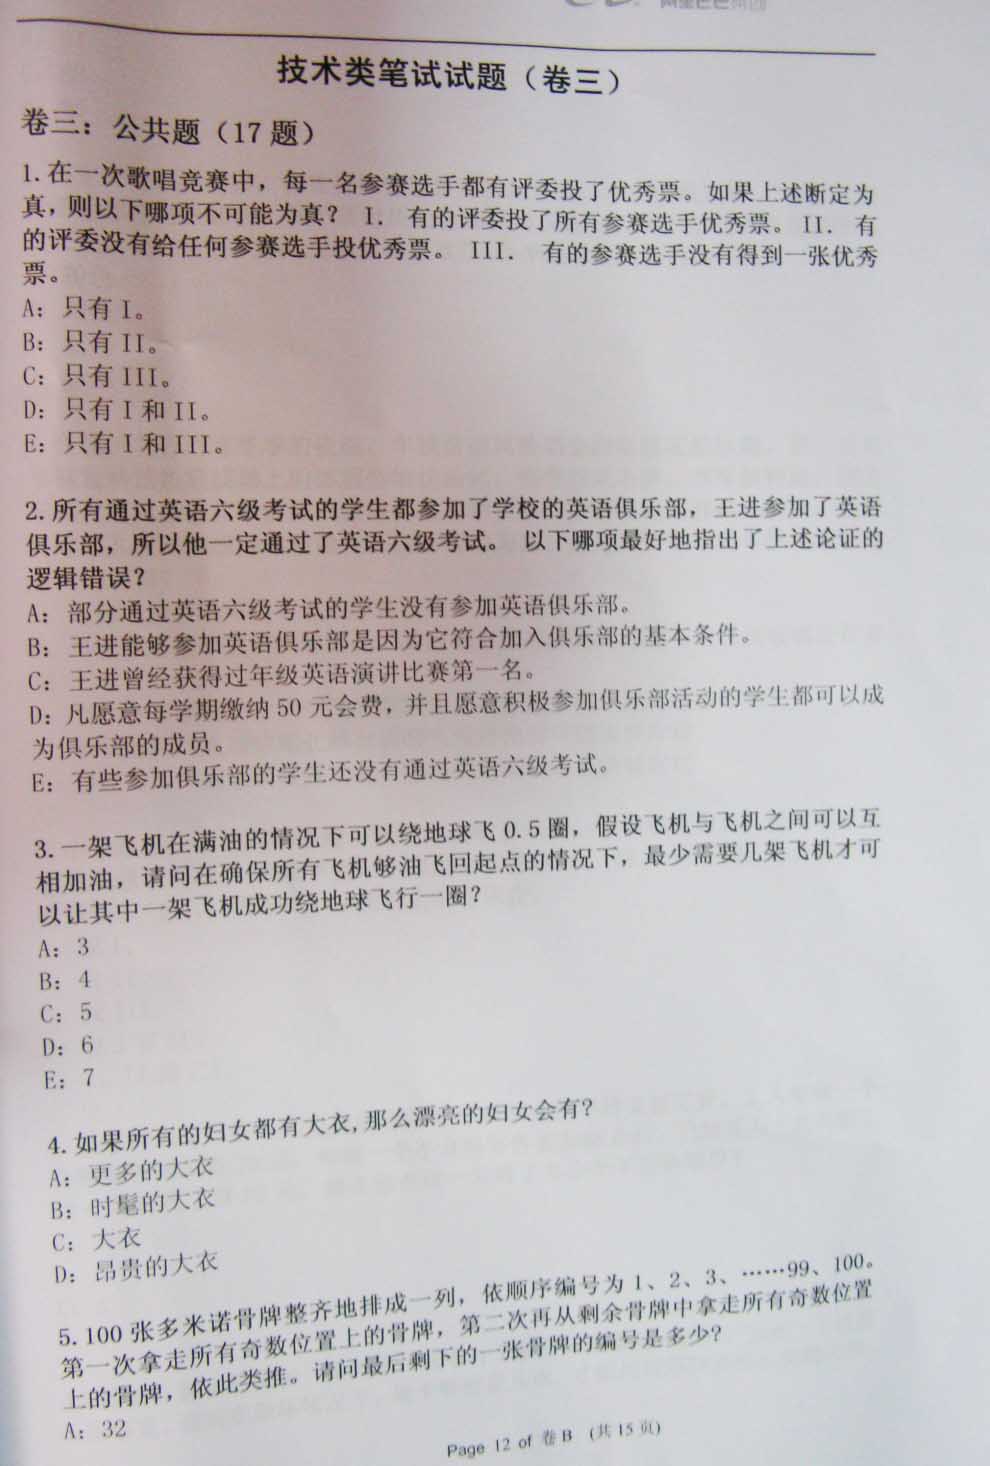 技术类笔试试题（卷三）
卷三：公共题（17 题）
1.在一次歌唱竞赛中，每一名参赛选手都有评委投了优秀票。如果上述断定为
真，则以下哪项不可能为真？ I. 有的评委投了所有参赛选手优秀票。II. 有
的评委没有给任何参赛选手投优秀票。 III. 有的参赛选手没有得到一张优秀
票。
A：只有 I。
B：只有 II。
C：只有 III。
D：只有 I 和 II。
E：只有 I 和 III。
2.所有通过英语六级考试的学生都参加了学校的英语俱乐部，王进参加了英语
俱乐部，所以他一定通过了英语六级考试。 以下哪项最好地指出了上述论证的
逻辑错误？
A：部分通过英语六级考试的学生没有参加英语俱乐部。
B：王进能够参加英语俱乐部是因为它符合加入俱乐部的基本条件。
C：王进曾经获得过年级英语演讲比赛第一名。
D：凡愿意每学期缴纳 50 元会费，并且愿意积极参加俱乐部活动的学生都可以成
为俱乐部的成员。
E：有些参加俱乐部的学生还没有通过英语六级考试。
3.一架飞机在满油的情况下可以绕地球飞 0.5 圈，假设飞机与飞机之间可以互
相加油，请问在确保所有飞机够油飞回起点的情况下，最少需要几架飞机才可
以让其中一架飞机成功绕地球飞行一圈？
A：3
B：4
C：5
D：6
E：7
4.如果所有的妇女都有大衣,那么漂亮的妇女会有?
A：更多的大衣
B：时髦的大衣
C：大衣
D：昂贵的大衣
5.100 张多米诺骨牌整齐地排成一列，依顺序编号为 1、2、3、……99、100。
第一次拿走所有奇数位置上的骨牌，第二次再从剩余骨牌中拿走所有奇数位置
上的骨牌，依此类推。请问最后剩下的一张骨牌的编号是多少？
A：32
Page 12 of 卷B （共 15 页）